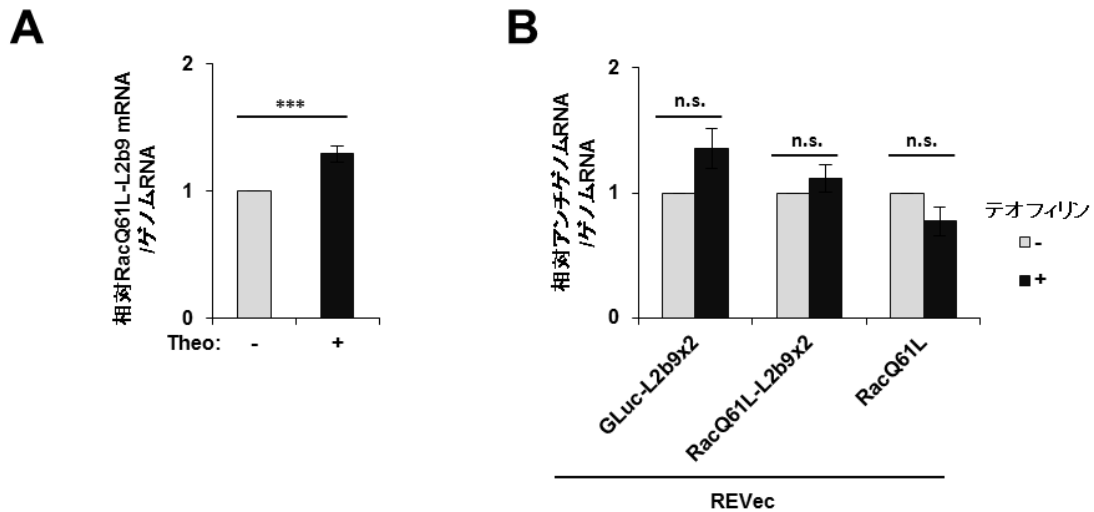 A
相対RacQ61L-L2b9 mRNA
/ゲノムRNA
2
1
0
***
Theo:
-
+
B
相対アンチゲノムRNA
/ゲノムRNA
2
1
0
n.s.
n.s.
n.s.
GLuc-L2b9x2
RacQ61L-L2b9x2
RacQ61L
REVec
テオフィリン
-
+